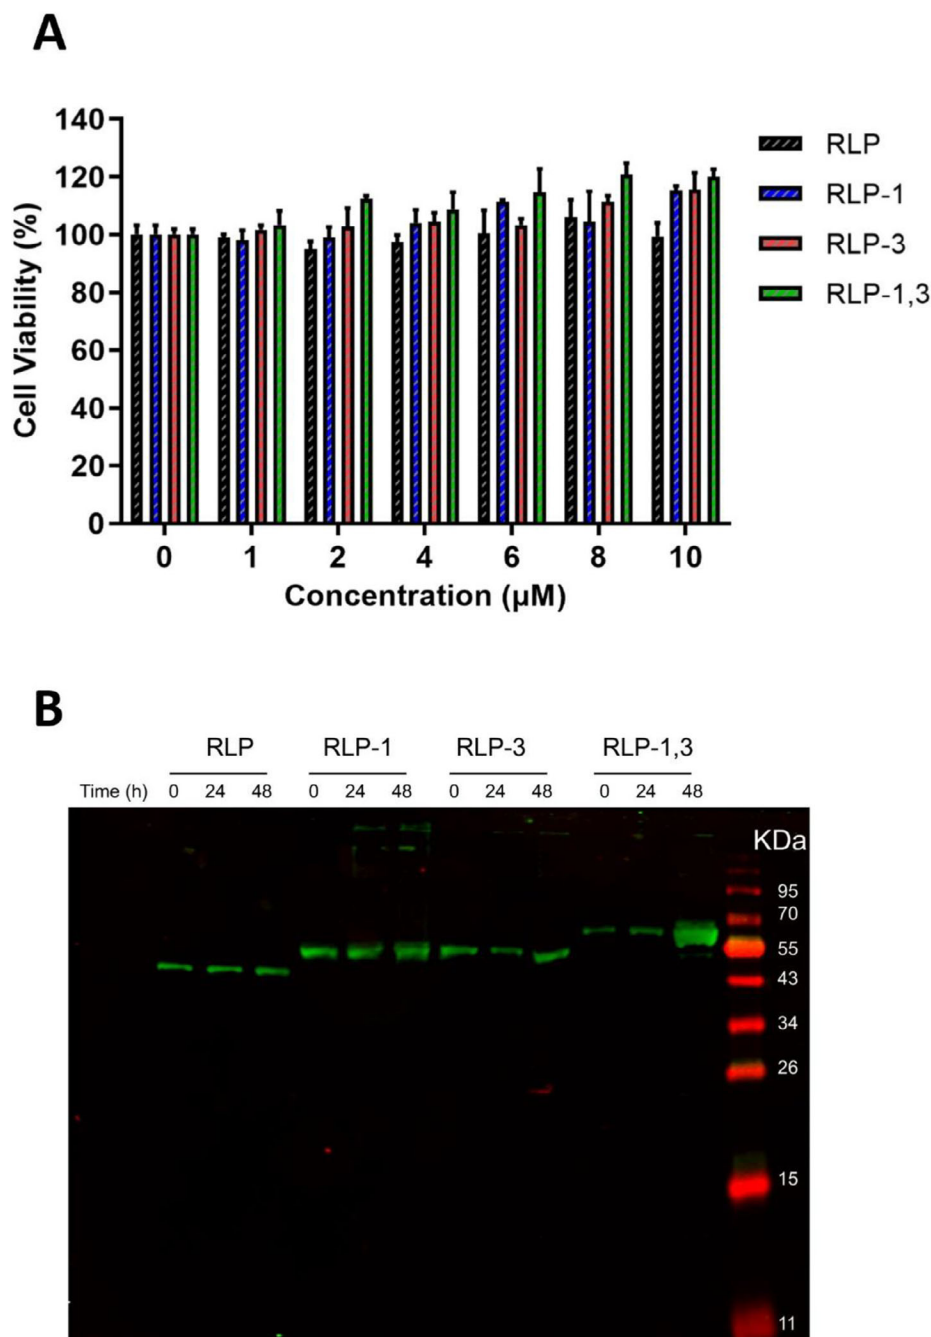 A
140
120
100
80
60
40
20
0
Cell Viability (%)
0 1 2 4 6 8 10
Concentration (µM)
RLP
RLP-1
RLP-3
RLP-1,3
B
RLP RLP-1 RLP-3 RLP-1,3
Time (h) 0 24 48 0 24 48 0 24 48 0 24 48
KDa
95
70
55
43
34
26
15
11